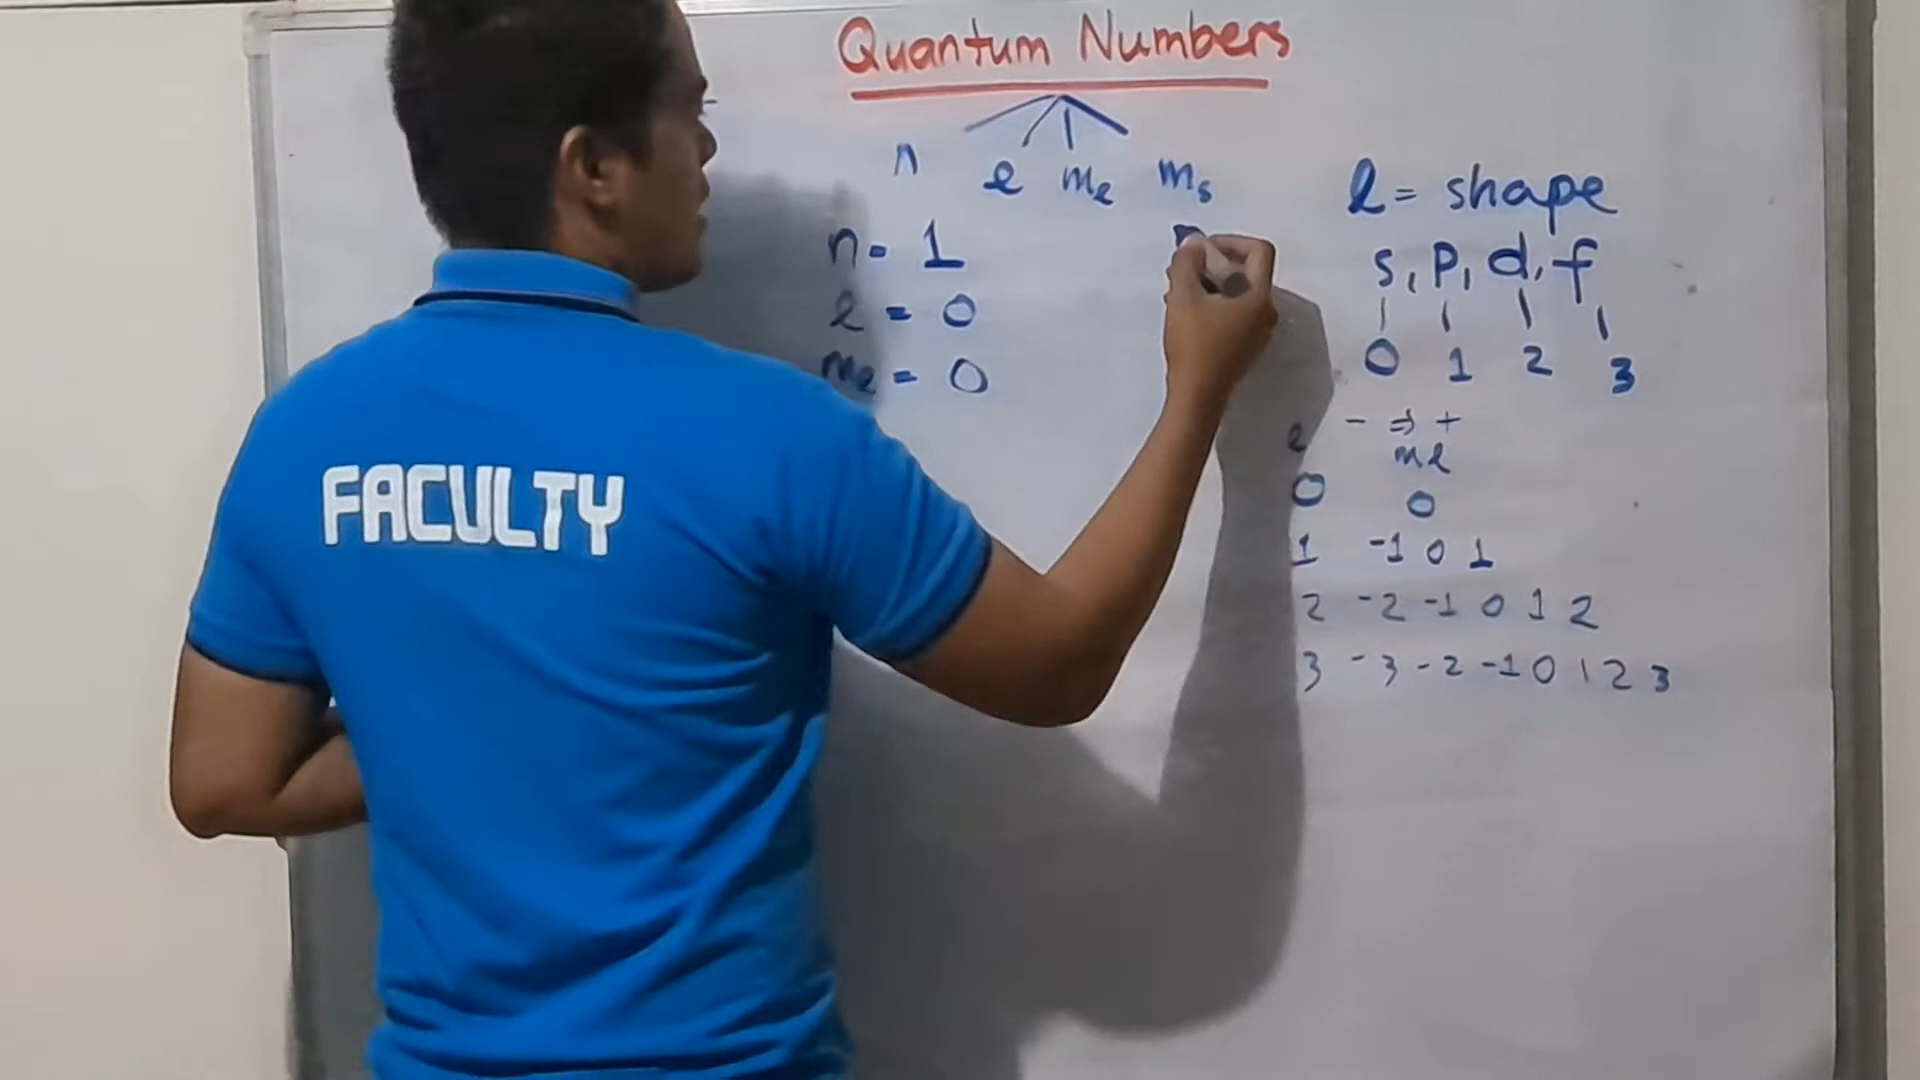 Quantum Numbers
n l ml ms
n = 1
l = 0
ml = 0
l = shape
s, p, d, f
0 1 2 3
- ⇒ +
l ml
0 0
1 -1 0 1
2 -2 -1 0 1 2
3 -3 -2 -1 0 1 2 3
FACULTY